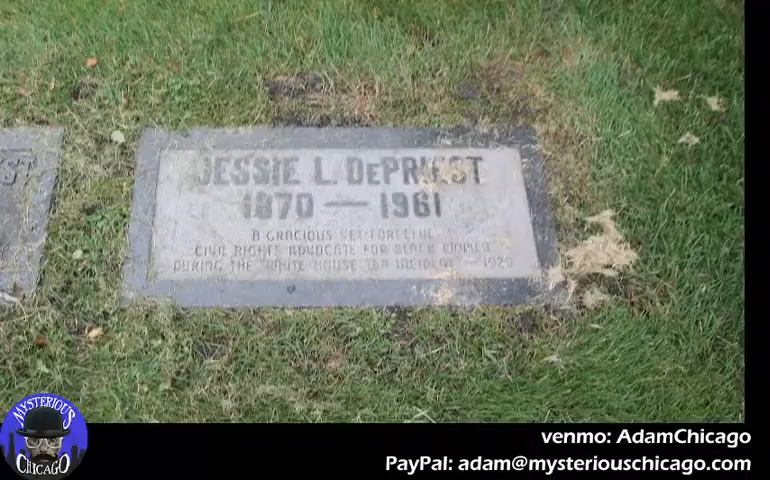 ST
JESSIE L. DEPRIEST
1870 — 1961
A GRACIOUS YET FORCEFUL
CIVIL RIGHTS ADVOCATE FOR BLACK WOMEN
DURING THE "WHITE HOUSE TEA INCIDENT" — 1929
MYSTERIOUS
CHICAGO
venmo: AdamChicago
PayPal: adam@mysteriouschicago.com